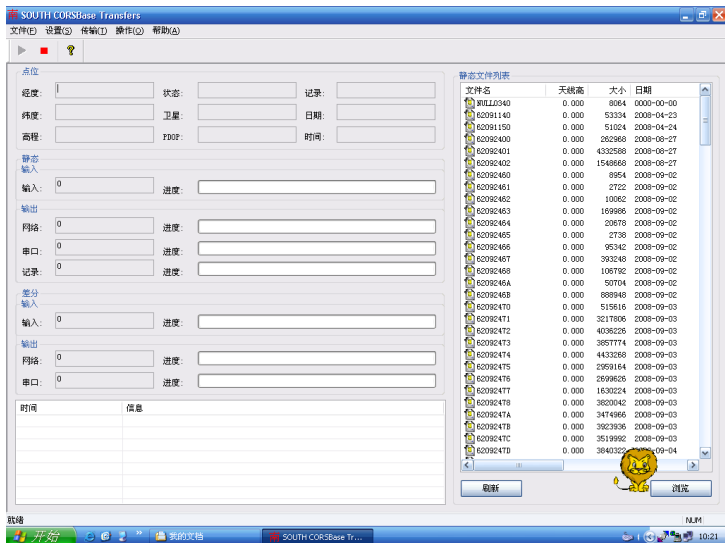 SOUTH CORSBase Transfers
文件(F) 设置(S) 传输(T) 操作(O) 帮助(A)
点位
经度: 状态: 记录:
纬度: 卫星: 日期:
高程: PDOP: 时间:
静态
输入
输入: 0 进度:
输出
网络: 0 进度:
串口: 0 进度:
记录: 0 进度:
差分
输入
输入: 0 进度:
输出
网络: 0 进度:
串口: 0 进度:
时间 信息
静态文件列表
文件名 天线高 大小 日期
NULL0340 0.000 8064 0000-00-00
62091140 0.000 53334 2008-04-23
62091150 0.000 51024 2008-04-24
62092400 0.000 262968 2008-08-27
62092401 0.000 4332588 2008-08-27
62092402 0.000 1548668 2008-08-27
62092460 0.000 8954 2008-09-02
62092461 0.000 2722 2008-09-02
62092462 0.000 10062 2008-09-02
62092463 0.000 169986 2008-09-02
62092464 0.000 20678 2008-09-02
62092465 0.000 2738 2008-09-02
62092466 0.000 95342 2008-09-02
62092467 0.000 393248 2008-09-02
62092468 0.000 106792 2008-09-02
6209246A 0.000 50704 2008-09-02
6209246B 0.000 888948 2008-09-02
62092470 0.000 515616 2008-09-03
62092471 0.000 3217806 2008-09-03
62092472 0.000 4036226 2008-09-03
62092473 0.000 3857774 2008-09-03
62092474 0.000 4433268 2008-09-03
62092475 0.000 2959164 2008-09-03
62092476 0.000 2699626 2008-09-03
62092477 0.000 1630224 2008-09-03
62092478 0.000 3820042 2008-09-03
6209247A 0.000 3474966 2008-09-03
6209247B 0.000 3923936 2008-09-03
6209247C 0.000 3519992 2008-09-03
6209247D 0.000 3840322 09-04
刷新 浏览
就绪 NUM
开始 我的文档 SOUTH CORSBase Tr... 10:21